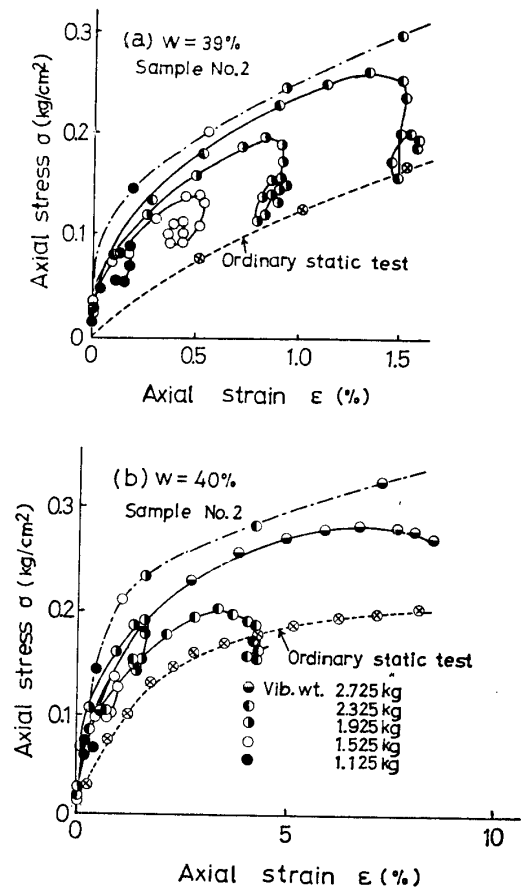 0.3
(a) W = 39%
Sample No.2
0.2
0.1
0
Axial stress σ (kg/cm²)
Ordinary static test
0
0.5
1.0
1.5
Axial strain ε (%)
(b) W = 40%
Sample No.2
0.3
0.2
0.1
0
Axial stress σ (kg/cm²)
Ordinary static test
Vib. wt. 2.725 kg
2.325 kg
1.925 kg
1.525 kg
1.125 kg
0
5
10
Axial strain ε (%)